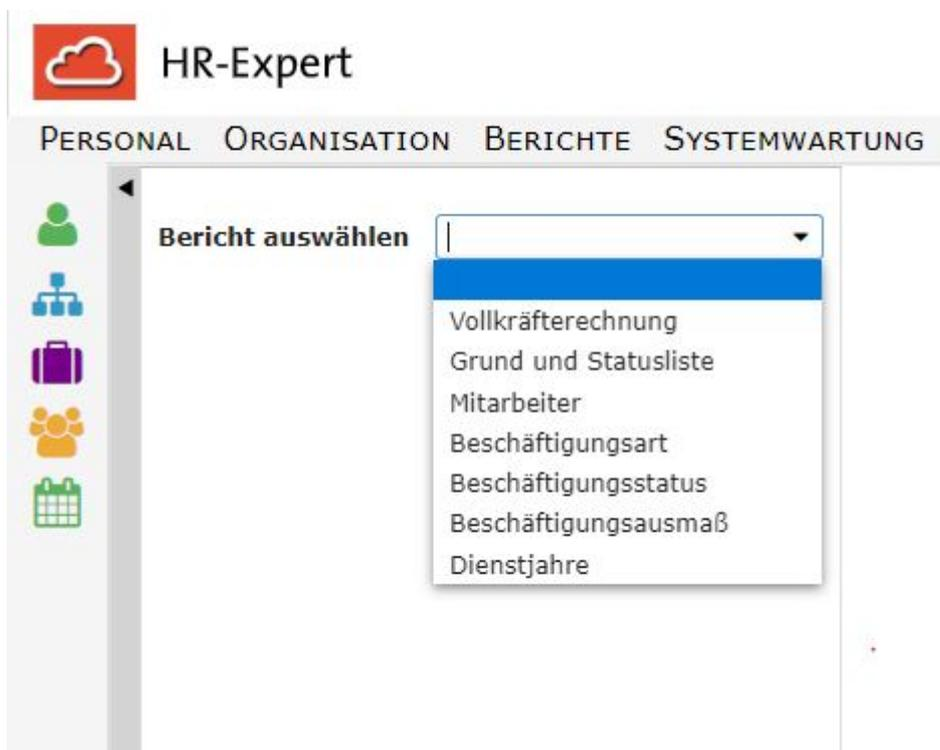 HR-Expert
PERSONAL ORGANISATION BERICHTE SYSTEMWARTUNG
Bericht auswählen
Vollkräfterechnung
Grund und Statusliste
Mitarbeiter
Beschäftigungsart
Beschäftigungsstatus
Beschäftigungsausmaß
Dienstjahre